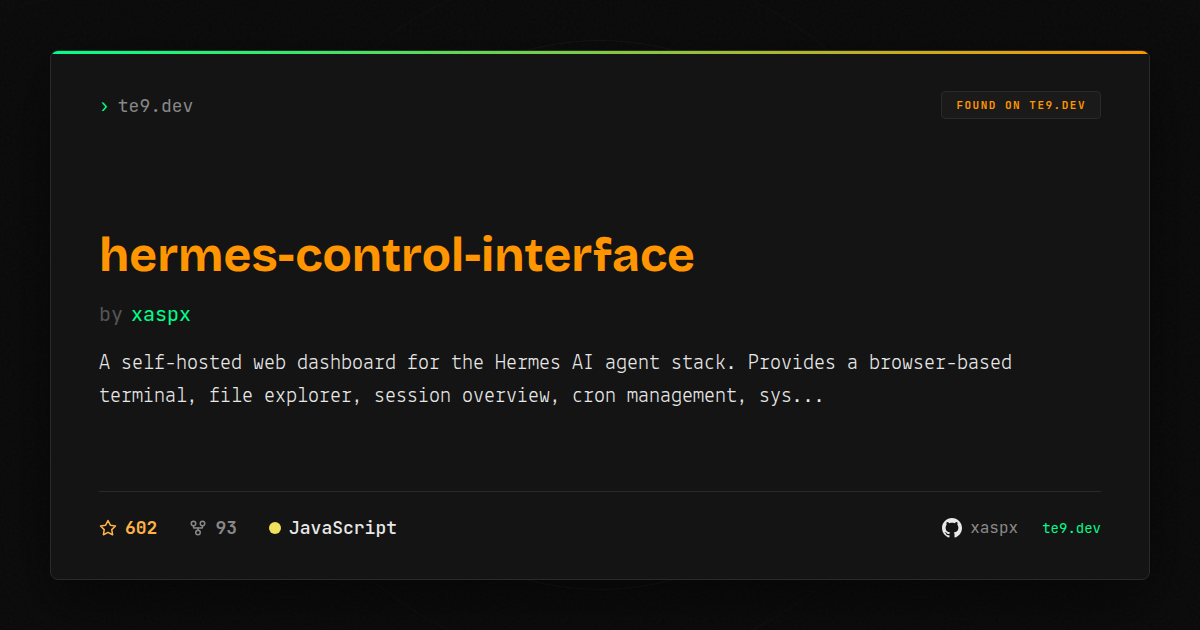 › te9.dev
FOUND ON TE9.DEV
hermes-control-interface
by xaspx
A self-hosted web dashboard for the Hermes AI agent stack. Provides a browser-based
terminal, file explorer, session overview, cron management, sys...
602 93 JavaScript
xaspx te9.dev